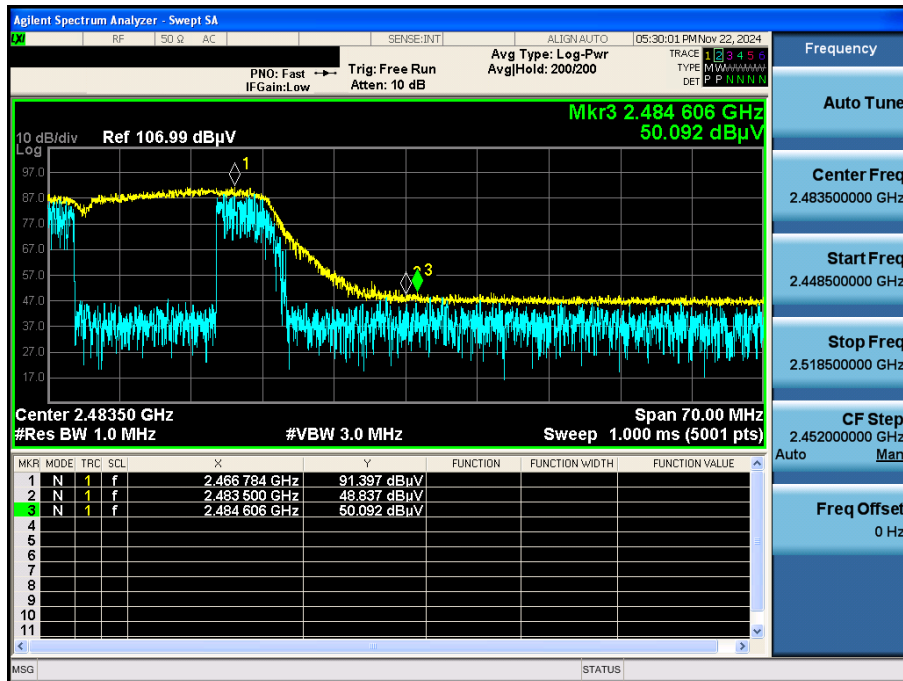 Agilent Spectrum Analyzer - Swept SA
LXI RF 50 Ω AC SENSE:INT ALIGN AUTO 05:30:01 PM Nov 22, 2024
PNO: Fast Trig: Free Run Avg Type: Log-Pwr TRACE 1 2 3 4 5 6
IFGain:Low Atten: 10 dB Avg|Hold: 200/200 TYPE M W W W W W
DET P P N N N N
Mkr3 2.484 606 GHz
50.092 dBµV
10 dB/div Ref 106.99 dBµV
Log
97.0
87.0
77.0
67.0
57.0
47.0
37.0
27.0
17.0
1
2 3
Center 2.48350 GHz Span 70.00 MHz
#Res BW 1.0 MHz #VBW 3.0 MHz Sweep 1.000 ms (5001 pts)
MKR MODE TRC SCL X Y FUNCTION FUNCTION WIDTH FUNCTION VALUE
1 N 1 f 2.466 784 GHz 91.397 dBµV
2 N 1 f 2.483 500 GHz 48.837 dBµV
3 N 1 f 2.484 606 GHz 50.092 dBµV
4
5
6
7
8
9
10
11
MSG STATUS
Frequency
Auto Tune
Center Freq
2.483500000 GHz
Start Freq
2.448500000 GHz
Stop Freq
2.518500000 GHz
CF Step
2.452000000 GHz
Auto Man
Freq Offset
0 Hz